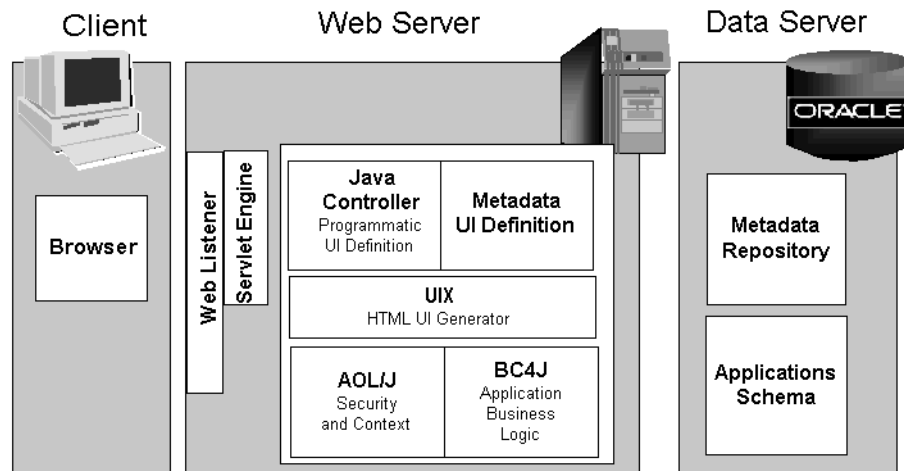 Client
Web Server
Data Server
ORACLE
Browser
Web Listener
Servlet Engine
Java
Controller
Programmatic
UI Definition
Metadata
UI Definition
UIX
HTML UI Generator
AOL/J
Security
and Context
BC4J
Application
Business
Logic
Metadata
Repository
Applications
Schema